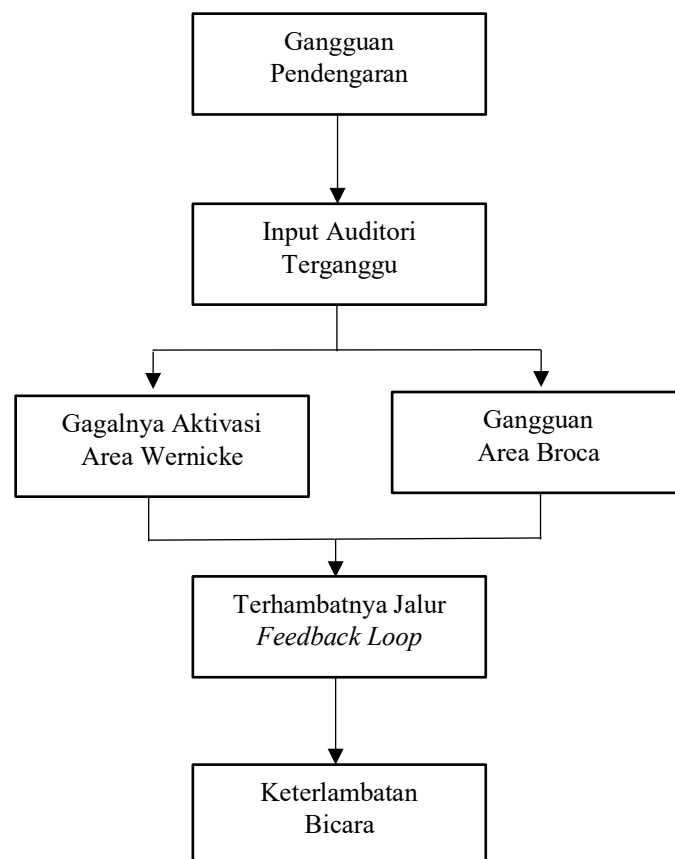 Gangguan
Pendengaran
Input Auditori
Terganggu
Gagalnya Aktivasi
Area Wernicke
Gangguan
Area Broca
Terhambatnya Jalur
Feedback Loop
Keterlambatan
Bicara